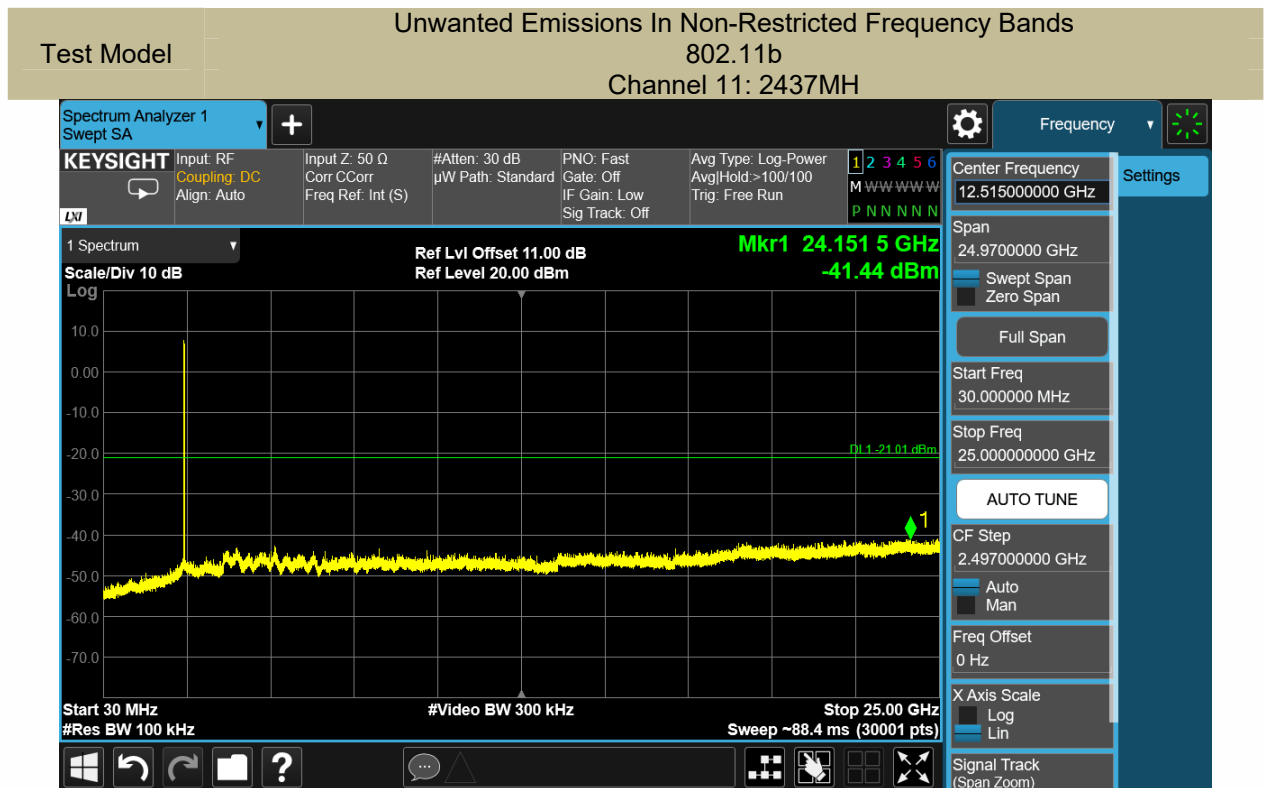 Test Model
Unwanted Emissions In Non-Restricted Frequency Bands
802.11b
Channel 11: 2437MH
Spectrum Analyzer 1
Swept SA
Frequency
KEYSIGHT
LXI
Input: RF
Coupling: DC
Align: Auto
Input Z: 50 Ω
Corr CCorr
Freq Ref: Int (S)
#Atten: 30 dB
µW Path: Standard
PNO: Fast
Gate: Off
IF Gain: Low
Sig Track: Off
Avg Type: Log-Power
Avg|Hold:>100/100
Trig: Free Run
1 2 3 4 5 6
M W W W W W
P N N N N N
1 Spectrum
Scale/Div 10 dB
Log
Ref Lvl Offset 11.00 dB
Ref Level 20.00 dBm
Mkr1 24.151 5 GHz
-41.44 dBm
10.0
0.00
-10.0
-20.0
-30.0
-40.0
-50.0
-60.0
-70.0
DL1 -21.01 dBm
1
Start 30 MHz
#Res BW 100 kHz
#Video BW 300 kHz
Stop 25.00 GHz
Sweep ~88.4 ms (30001 pts)
Center Frequency
12.515000000 GHz
Span
24.9700000 GHz
Swept Span
Zero Span
Full Span
Start Freq
30.000000 MHz
Stop Freq
25.000000000 GHz
AUTO TUNE
CF Step
2.497000000 GHz
Auto
Man
Freq Offset
0 Hz
X Axis Scale
Log
Lin
Signal Track
(Span Zoom)
Settings
?